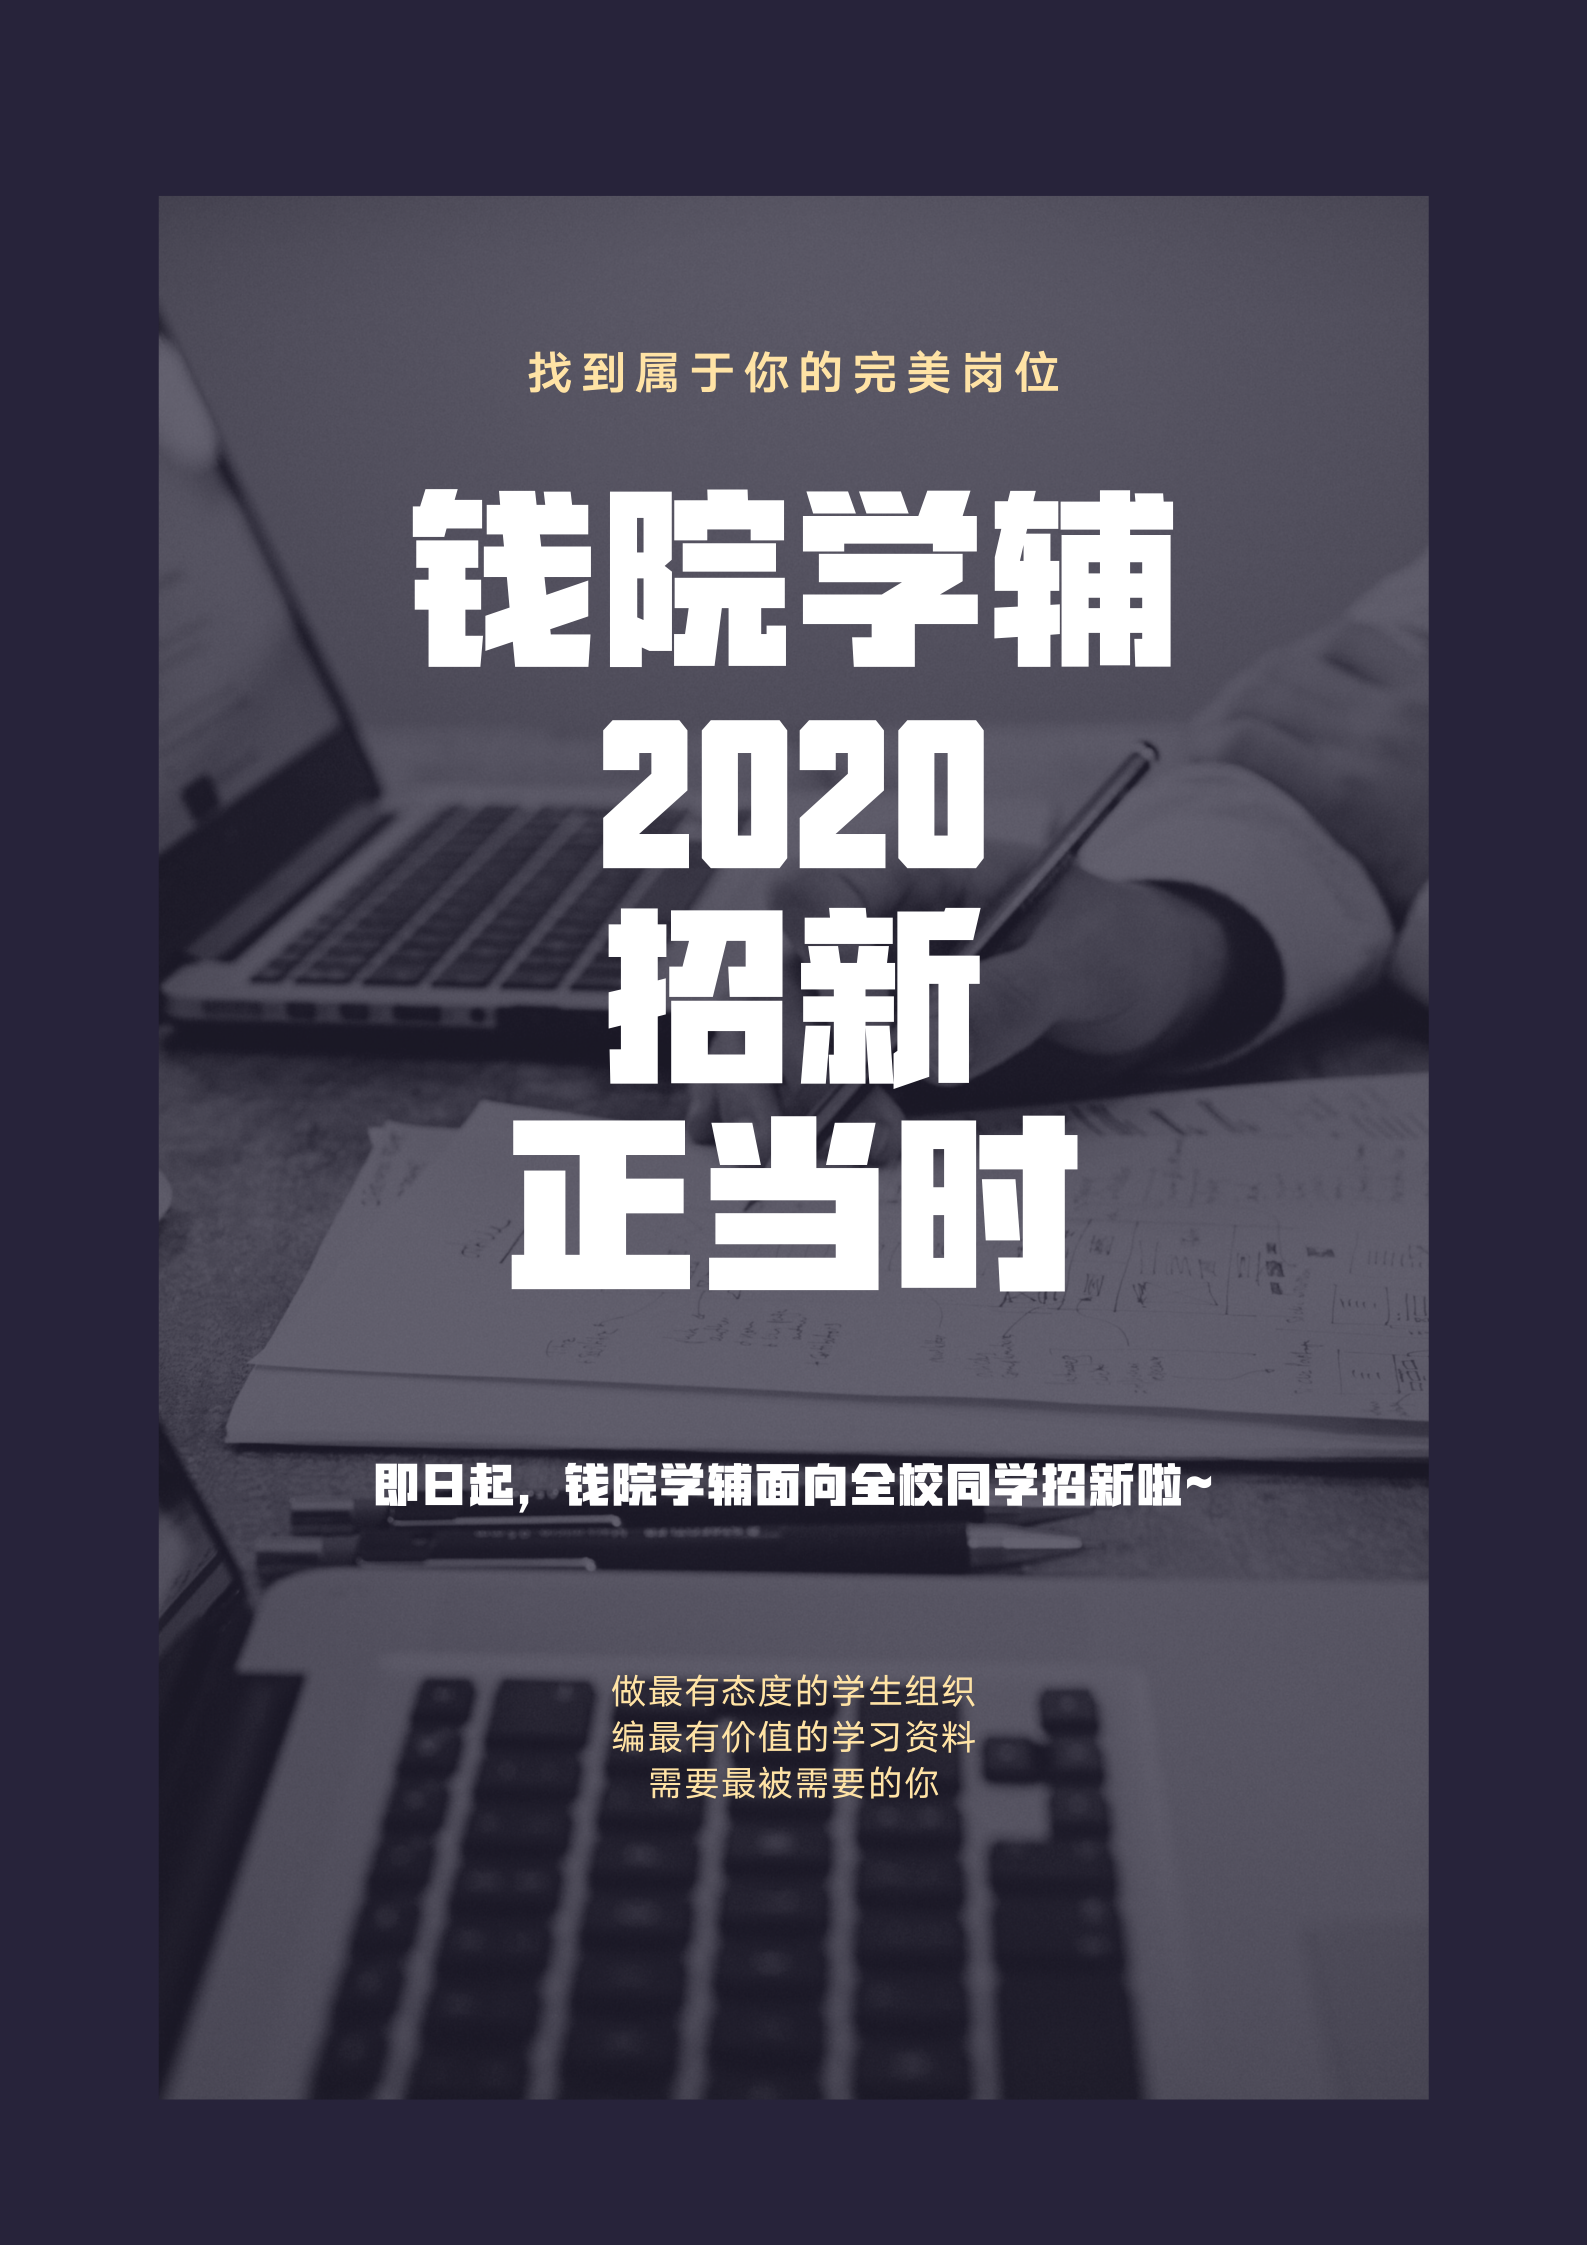 找到属于你的完美岗位
钱院学辅
2020
招新
正当时
即日起，钱院学辅面向全校同学招新啦~
做最有态度的学生组织
编最有价值的学习资料
需要最被需要的你